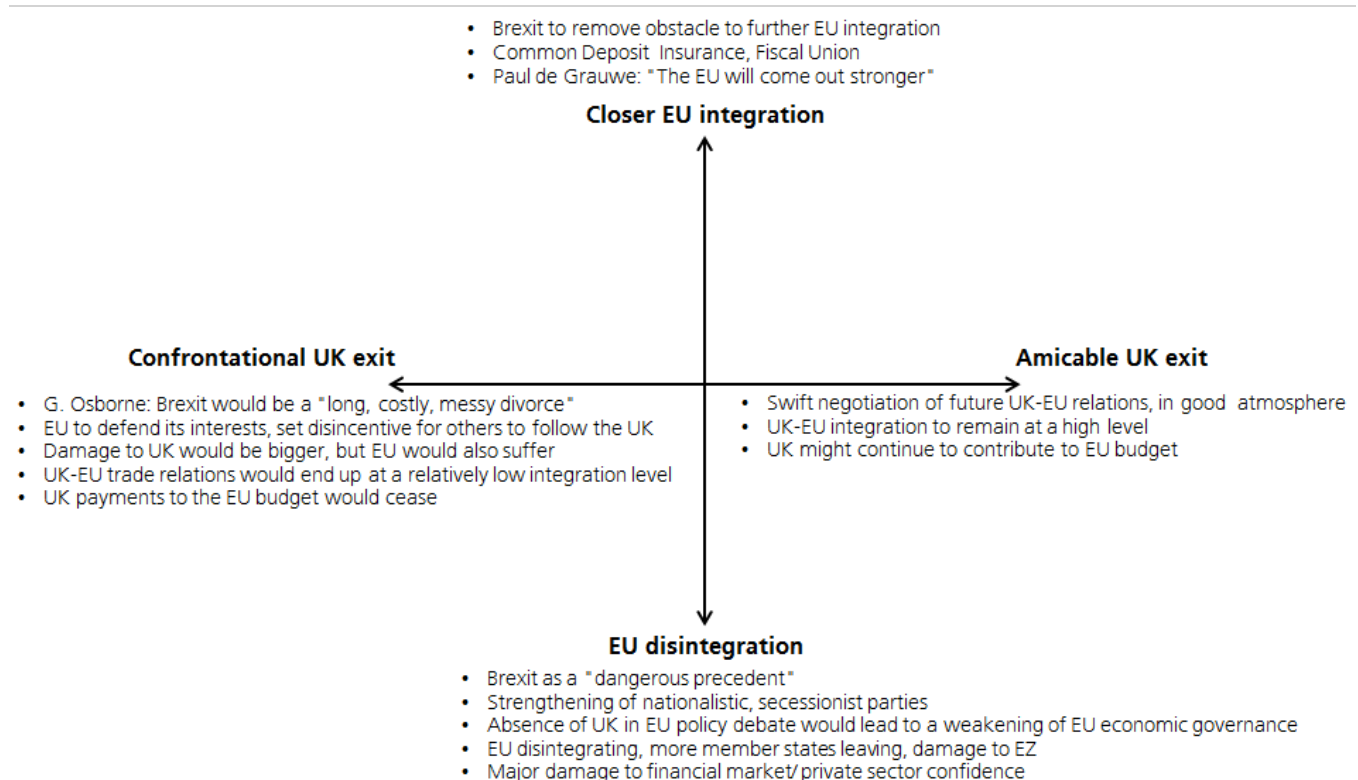 • Brexit to remove obstacle to further EU integration
• Common Deposit Insurance, Fiscal Union
• Paul de Grauwe: "The EU will come out stronger"
Closer EU integration
Confrontational UK exit
• G. Osborne: Brexit would be a "long, costly, messy divorce"
• EU to defend its interests, set disincentive for others to follow the UK
• Damage to UK would be bigger, but EU would also suffer
• UK-EU trade relations would end up at a relatively low integration level
• UK payments to the EU budget would cease
Amicable UK exit
• Swift negotiation of future UK-EU relations, in good atmosphere
• UK-EU integration to remain at a high level
• UK might continue to contribute to EU budget
EU disintegration
• Brexit as a "dangerous precedent"
• Strengthening of nationalistic, secessionist parties
• Absence of UK in EU policy debate would lead to a weakening of EU economic governance
• EU disintegrating, more member states leaving, damage to EZ
• Major damage to financial market/private sector confidence